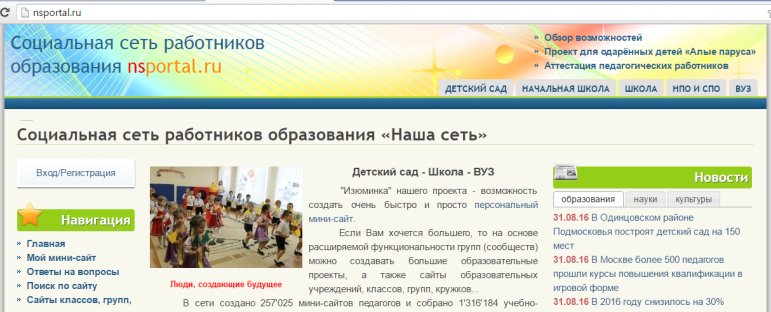 nsportal.ru
Социальная сеть работников
образования nsportal.ru
» Обзор возможностей
» Проект для одарённых детей «Алые паруса»
» Аттестация педагогических работников
ДЕТСКИЙ САД НАЧАЛЬНАЯ ШКОЛА ШКОЛА НПО И СПО ВУЗ
Социальная сеть работников образования «Наша сеть»
Вход/Регистрация
Навигация
» Главная
» Мой мини-сайт
» Ответы на вопросы
» Поиск по сайту
» Сайты классов, групп,
Люди, создающие будущее
Детский сад - Школа - ВУЗ
"Изюминка" нашего проекта - возможность
создать очень быстро и просто персональный
мини-сайт.
Если Вам хочется большего, то на основе
расширяемой функциональности групп (сообществ)
можно создавать большие образовательные
проекты, а также сайты образовательных
учреждений, классов, групп, кружков...
В сети создано 257'025 мини-сайтов педагогов и собрано 1'316'184 учебно-
Новости
образования науки культуры
31.08.16 В Одинцовском районе
Подмосковья построят детский сад на 150
мест
31.08.16 В Москве более 500 педагогов
прошли курсы повышения квалификации в
игровой форме
31.08.16 В 2016 году снизилось на 30%